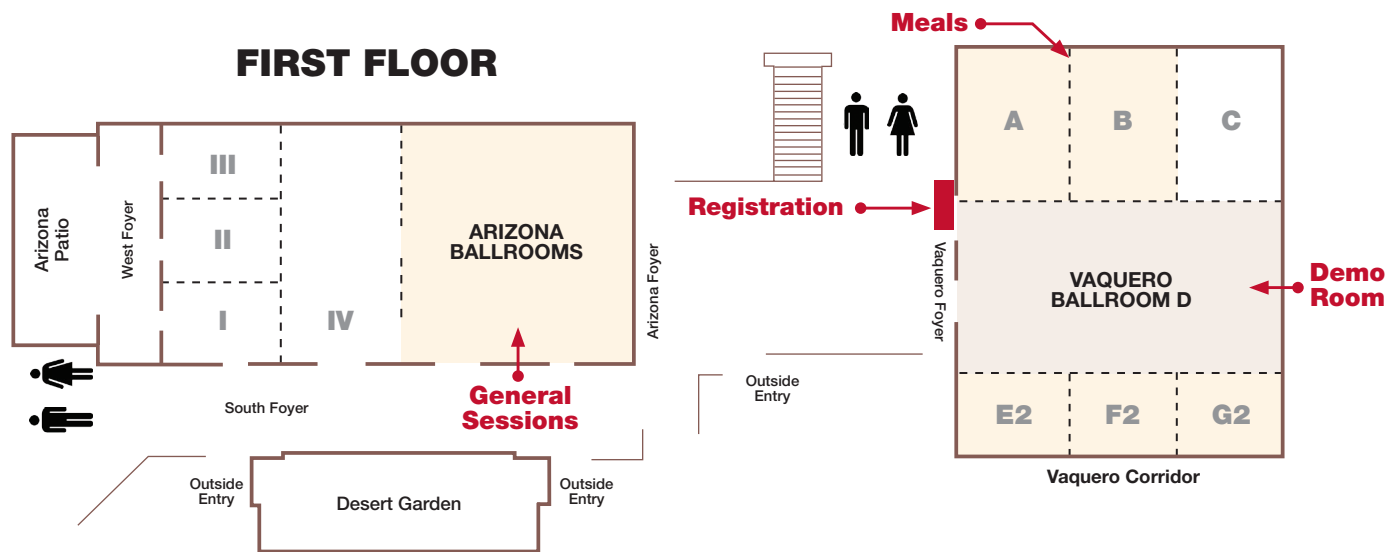 FIRST FLOOR
Meals
A
B
C
III
II
I
IV
Arizona
Patio
West Foyer
ARIZONA
BALLROOMS
Arizona Foyer
Registration
Vaquero Foyer
VAQUERO
BALLROOM D
Demo
Room
General
Sessions
South Foyer
Outside
Entry
E2
F2
G2
Vaquero Corridor
Outside
Entry
Desert Garden
Outside
Entry